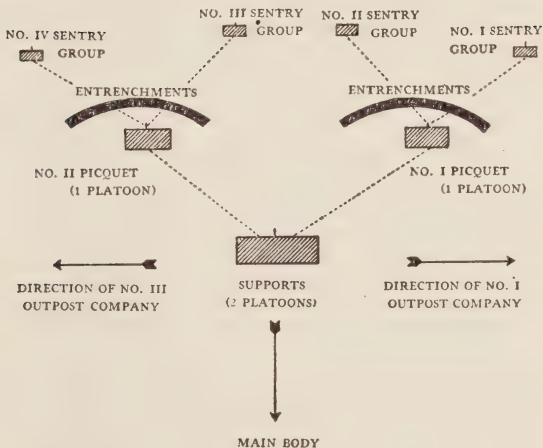 NO. III SENTRY
GROUP
NO. II SENTRY
GROUP
NO. IV SENTRY
GROUP
NO. I SENTRY
GROUP
ENTRENCHMENTS
ENTRENCHMENTS
NO. II PICQUET
(1 PLATOON)
NO. I PICQUET
(1 PLATOON)
DIRECTION OF NO. III
OUTPOST COMPANY
SUPPORTS
(2 PLATOONS)
DIRECTION OF NO. I
OUTPOST COMPANY
MAIN BODY